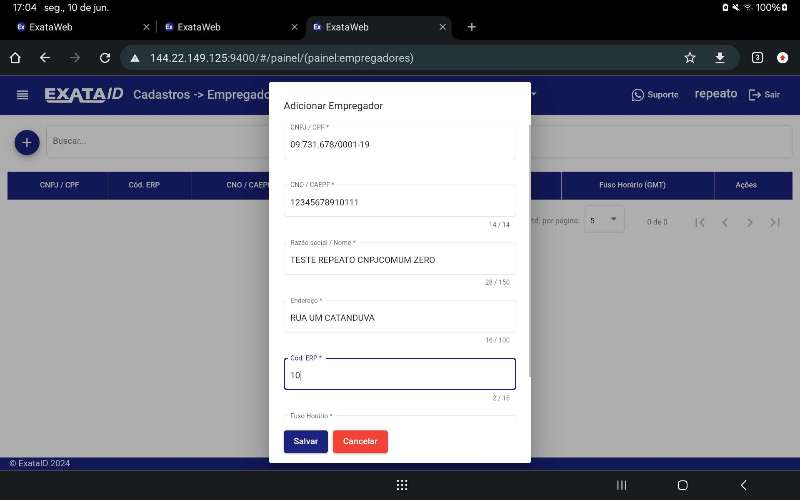 17:04 seg., 10 de jun.
100%
ExataWeb
ExataWeb
ExataWeb
144.22.149.125:9400/#/painel/(painel:empregadores)
3
EXATAID Cadastros -> Empregado
Suporte
repeato
Sair
Buscar...
CNPJ / CPF
Cód. ERP
CNO / CAEPF
Fuso Horário (GMT)
Ações
por página:
5
0 de 0
Adicionar Empregador
CNPJ / CPF *
09.731.678/0001-19
CNO / CAEPF *
12345678910111
14 / 14
Razão social / Nome *
TESTE REPEATO CNPJCOMUM ZERO
28 / 150
Endereço *
RUA UM CATANDUVA
16 / 100
Cód. ERP *
10
2 / 16
Fuso Horário *
Salvar
Cancelar
© ExataID 2024